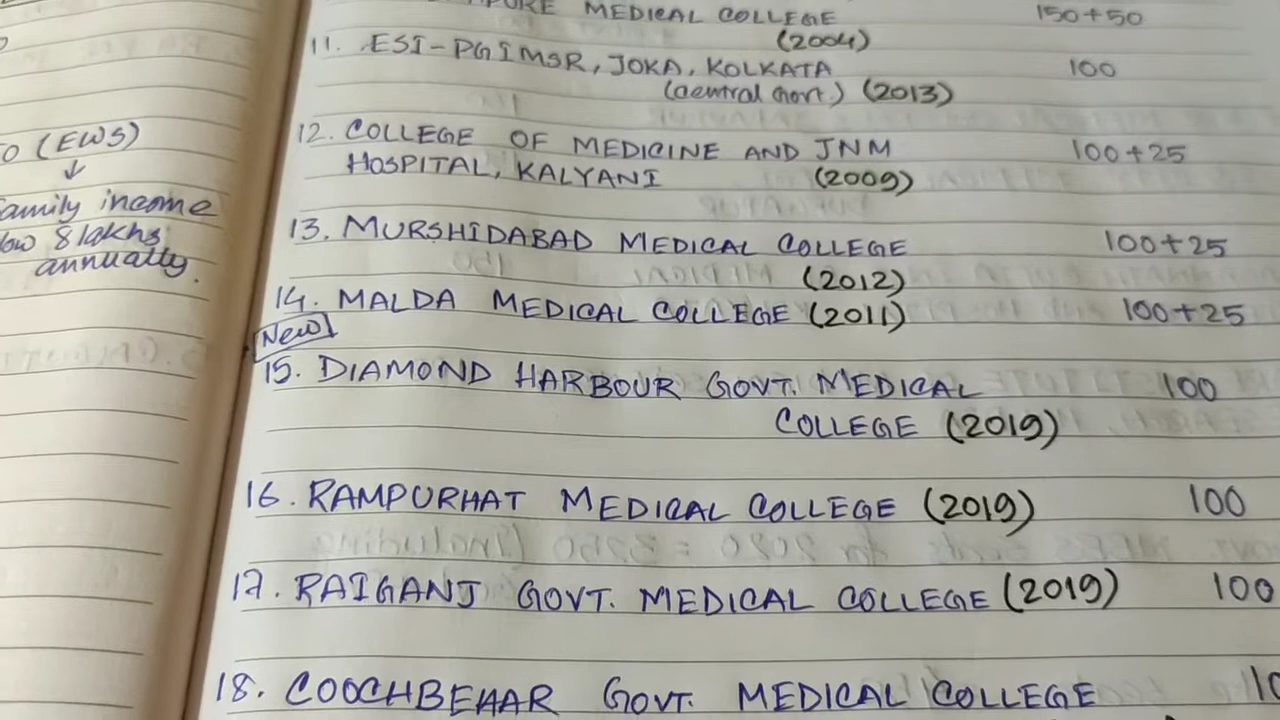 MEDICAL COLLEGE 150+50
(2004)
11. ESI-PGIMSR, JOKA, KOLKATA 100
(Central Govt.) (2013)
12. COLLEGE OF MEDICINE AND JNM 100+25
HOSPITAL, KALYANI (2009)
13. MURSHIDABAD MEDICAL COLLEGE 100+25
(2012)
14. MALDA MEDICAL COLLEGE (2011) 100+25
New
15. DIAMOND HARBOUR GOVT. MEDICAL 100
COLLEGE (2019)
16. RAMPURHAT MEDICAL COLLEGE (2019) 100
17. RAIGANJ GOVT. MEDICAL COLLEGE (2019) 100
18. COOCHBEHAR GOVT. MEDICAL COLLEGE
(EWS)
↓
amily income
8 lakhs
annually.